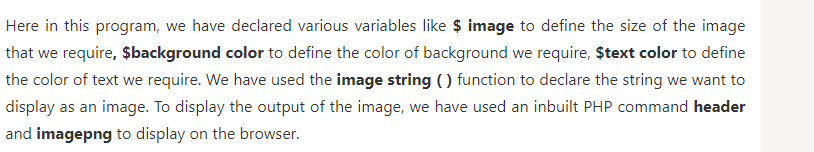 Here in this program, we have declared various variables like $ image to define the size of the image
that we require, $background color to define the color of background we require, $text color to define
the color of text we require. We have used the image string ( ) function to declare the string we want to
display as an image. To display the output of the image, we have used an inbuilt PHP command header
and imagepng to display on the browser.